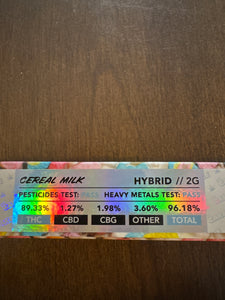 CEREAL MILK HYBRID // 2G
PESTICIDES TEST: PASS HEAVY METALS TEST: PASS
89.33% 1.27% 1.98% 3.60% 96.18%
THC CBD CBG OTHER TOTAL